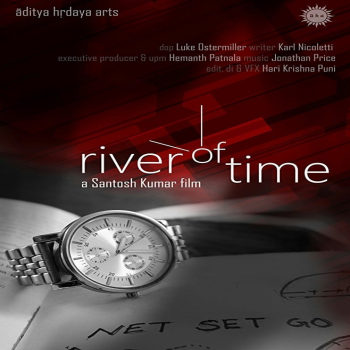 āditya hṛdaya arts
dop Luke Ostermiller writer Karl Nicoletti
executive producer & upm Hemanth Patnala music Jonathan Price
edit, di & VFX Hari Krishna Puni
river of time
a Santosh Kumar film
NET SET GO